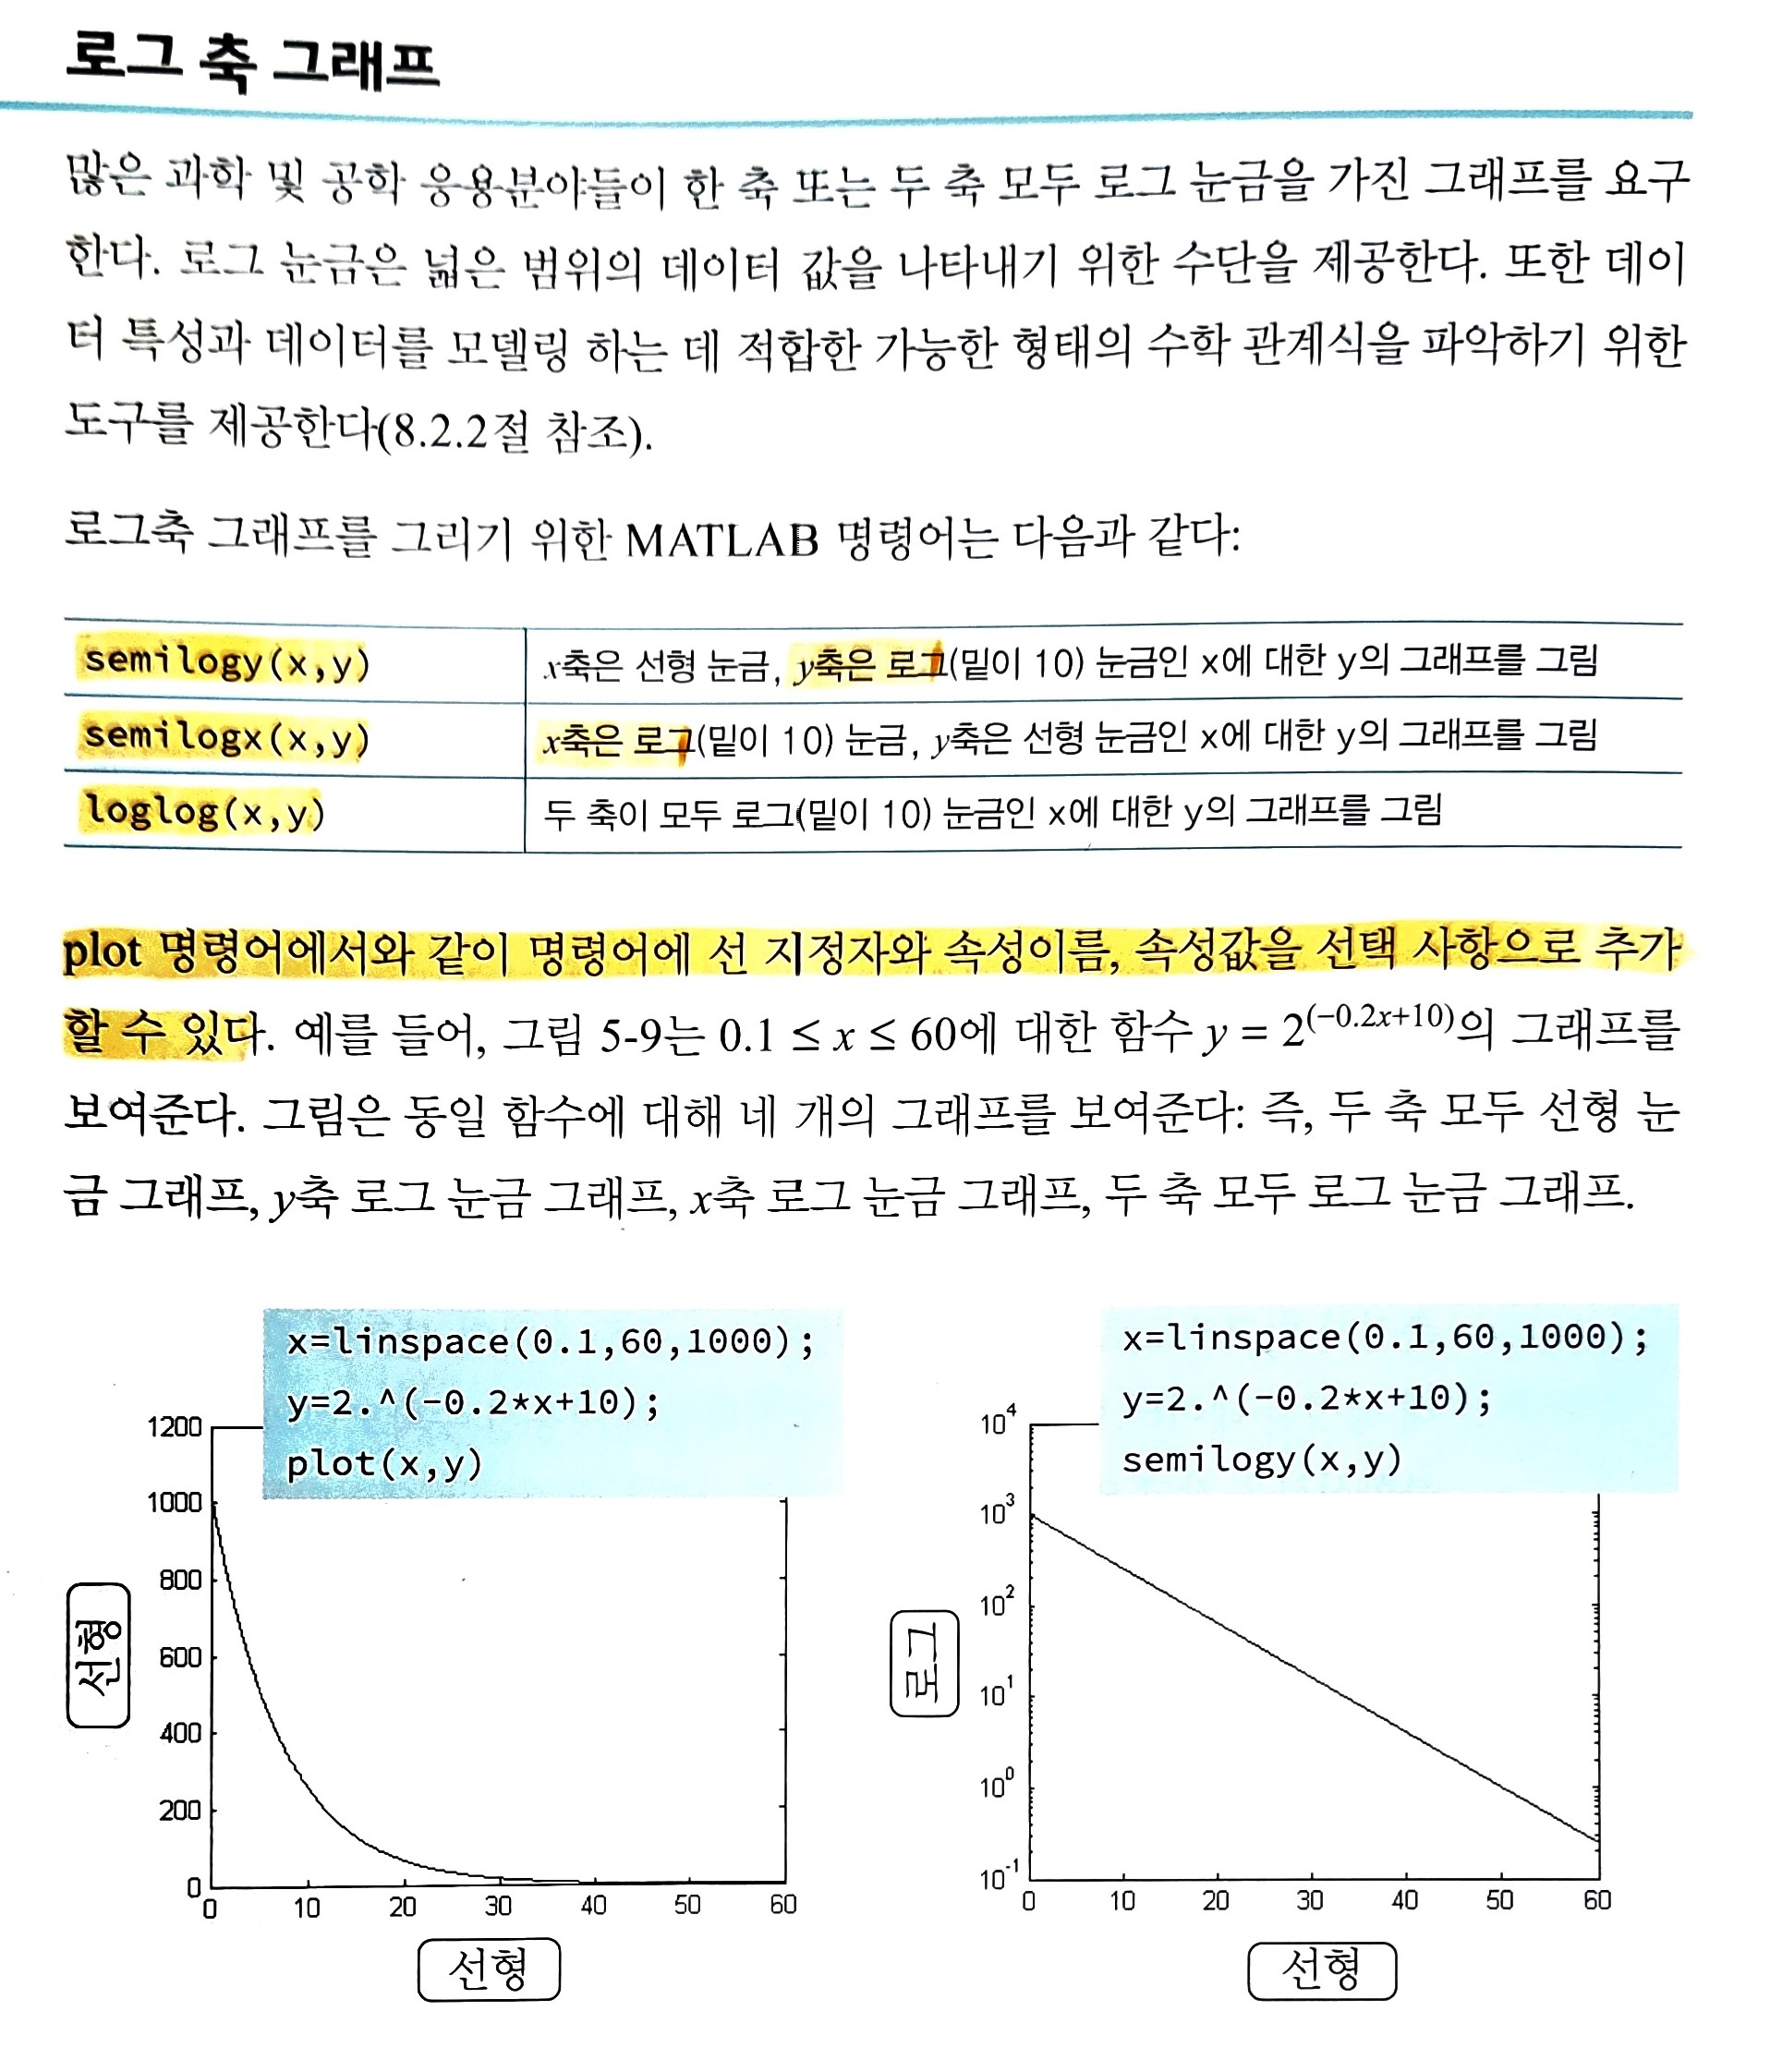 로그 축 그래프
많은 과학 및 공학 응용분야들이 한 축 또는 두 축 모두 로그 눈금을 가진 그래프를 요구
한다. 로그 눈금은 넓은 범위의 데이터 값을 나타내기 위한 수단을 제공한다. 또한 데이
터 특성과 데이터를 모델링 하는 데 적합한 가능한 형태의 수학 관계식을 파악하기 위한
도구를 제공한다(8.2.2절 참조).
로그축 그래프를 그리기 위한 MATLAB 명령어는 다음과 같다:
semilogy(x,y) x축은 선형 눈금, y축은 로그(밑이 10) 눈금인 x에 대한 y의 그래프를 그림
semilogx(x,y) x축은 로그(밑이 10) 눈금, y축은 선형 눈금인 x에 대한 y의 그래프를 그림
loglog(x,y) 두 축이 모두 로그(밑이 10) 눈금인 x에 대한 y의 그래프를 그림
plot 명령어에서와 같이 명령어에 선 지정자와 속성이름, 속성값을 선택 사항으로 추가
할 수 있다. 예를 들어, 그림 5-9는 0.1 ≤ x ≤ 60에 대한 함수 y = 2^(−0.2x+10)의 그래프를
보여준다. 그림은 동일 함수에 대해 네 개의 그래프를 보여준다: 즉, 두 축 모두 선형 눈
금 그래프, y축 로그 눈금 그래프, x축 로그 눈금 그래프, 두 축 모두 로그 눈금 그래프.
x=linspace(0.1,60,1000);
y=2.^(-0.2*x+10);
plot(x,y)
1200
1000
800
600
400
200
0
선형
0 10 20 30 40 50 60
선형
x=linspace(0.1,60,1000);
y=2.^(-0.2*x+10);
semilogy(x,y)
10^4
10^3
10^2
10^1
10^0
10^-1
로그
0 10 20 30 40 50 60
선형